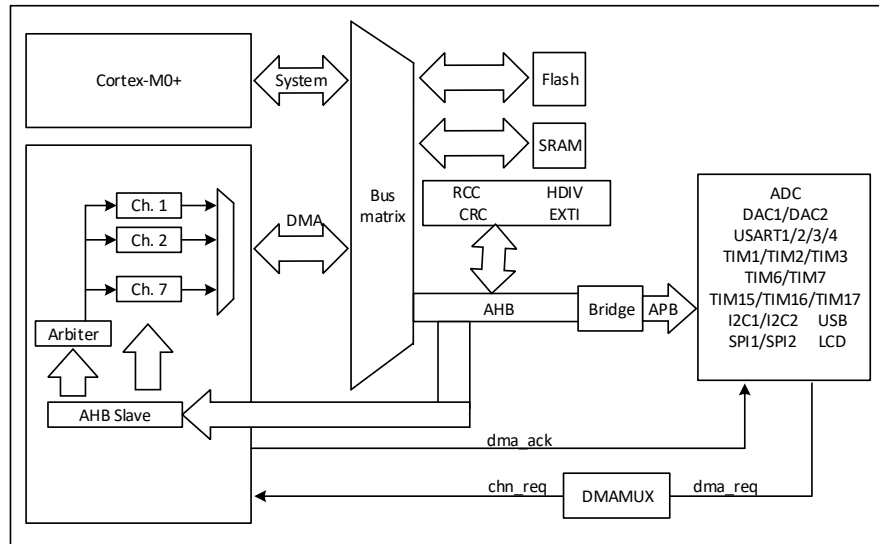 Cortex-M0+
System
Flash
SRAM
Bus
matrix
RCC HDIV
CRC EXTI
Ch. 1
Ch. 2
Ch. 7
DMA
Arbiter
AHB Slave
AHB
Bridge
APB
ADC
DAC1/DAC2
USART1/2/3/4
TIM1/TIM2/TIM3
TIM6/TIM7
TIM15/TIM16/TIM17
I2C1/I2C2 USB
SPI1/SPI2 LCD
dma_ack
chn_req
DMAMUX
dma_req